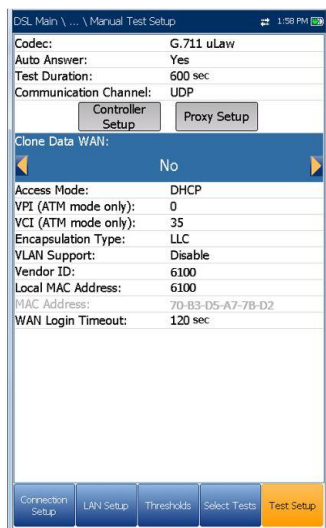 DSL Main \ ... \ Manual Test Setup 1:58 PM
Codec: G.711 uLaw
Auto Answer: Yes
Test Duration: 600 sec
Communication Channel: UDP
Controller Setup Proxy Setup
Clone Data WAN:
No
Access Mode: DHCP
VPI (ATM mode only): 0
VCI (ATM mode only): 35
Encapsulation Type: LLC
VLAN Support: Disable
Vendor ID: 6100
Local MAC Address: 6100
MAC Address: 70-B3-D5-A7-7B-D2
WAN Login Timeout: 120 sec
Connection Setup LAN Setup Thresholds Select Tests Test Setup